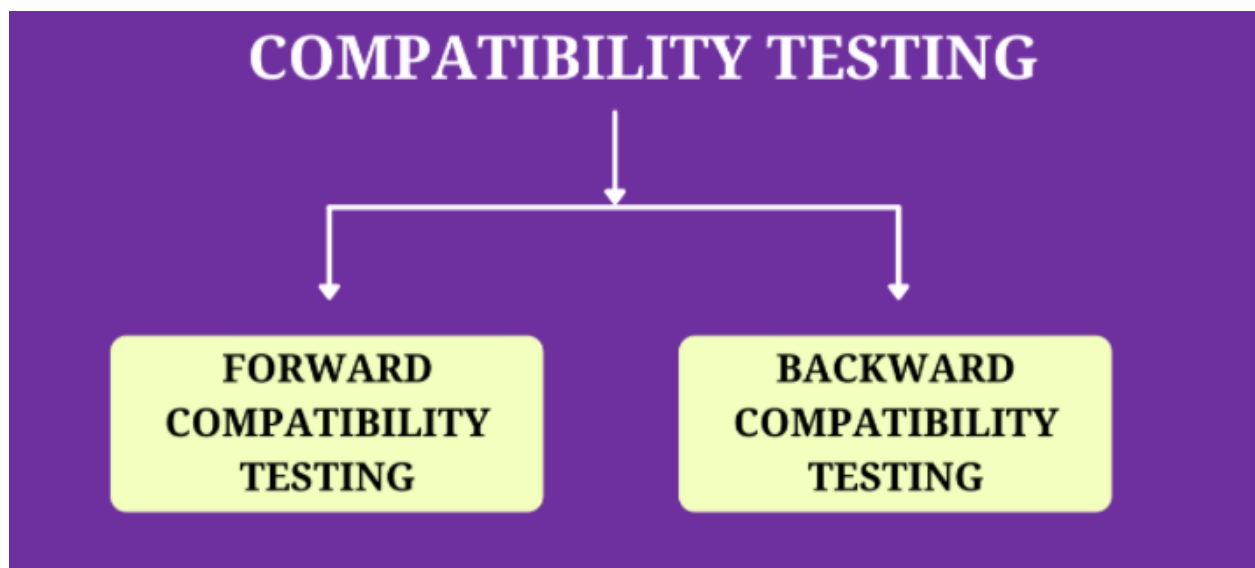 COMPATIBILITY TESTING
FORWARD
COMPATIBILITY
TESTING
BACKWARD
COMPATIBILITY
TESTING